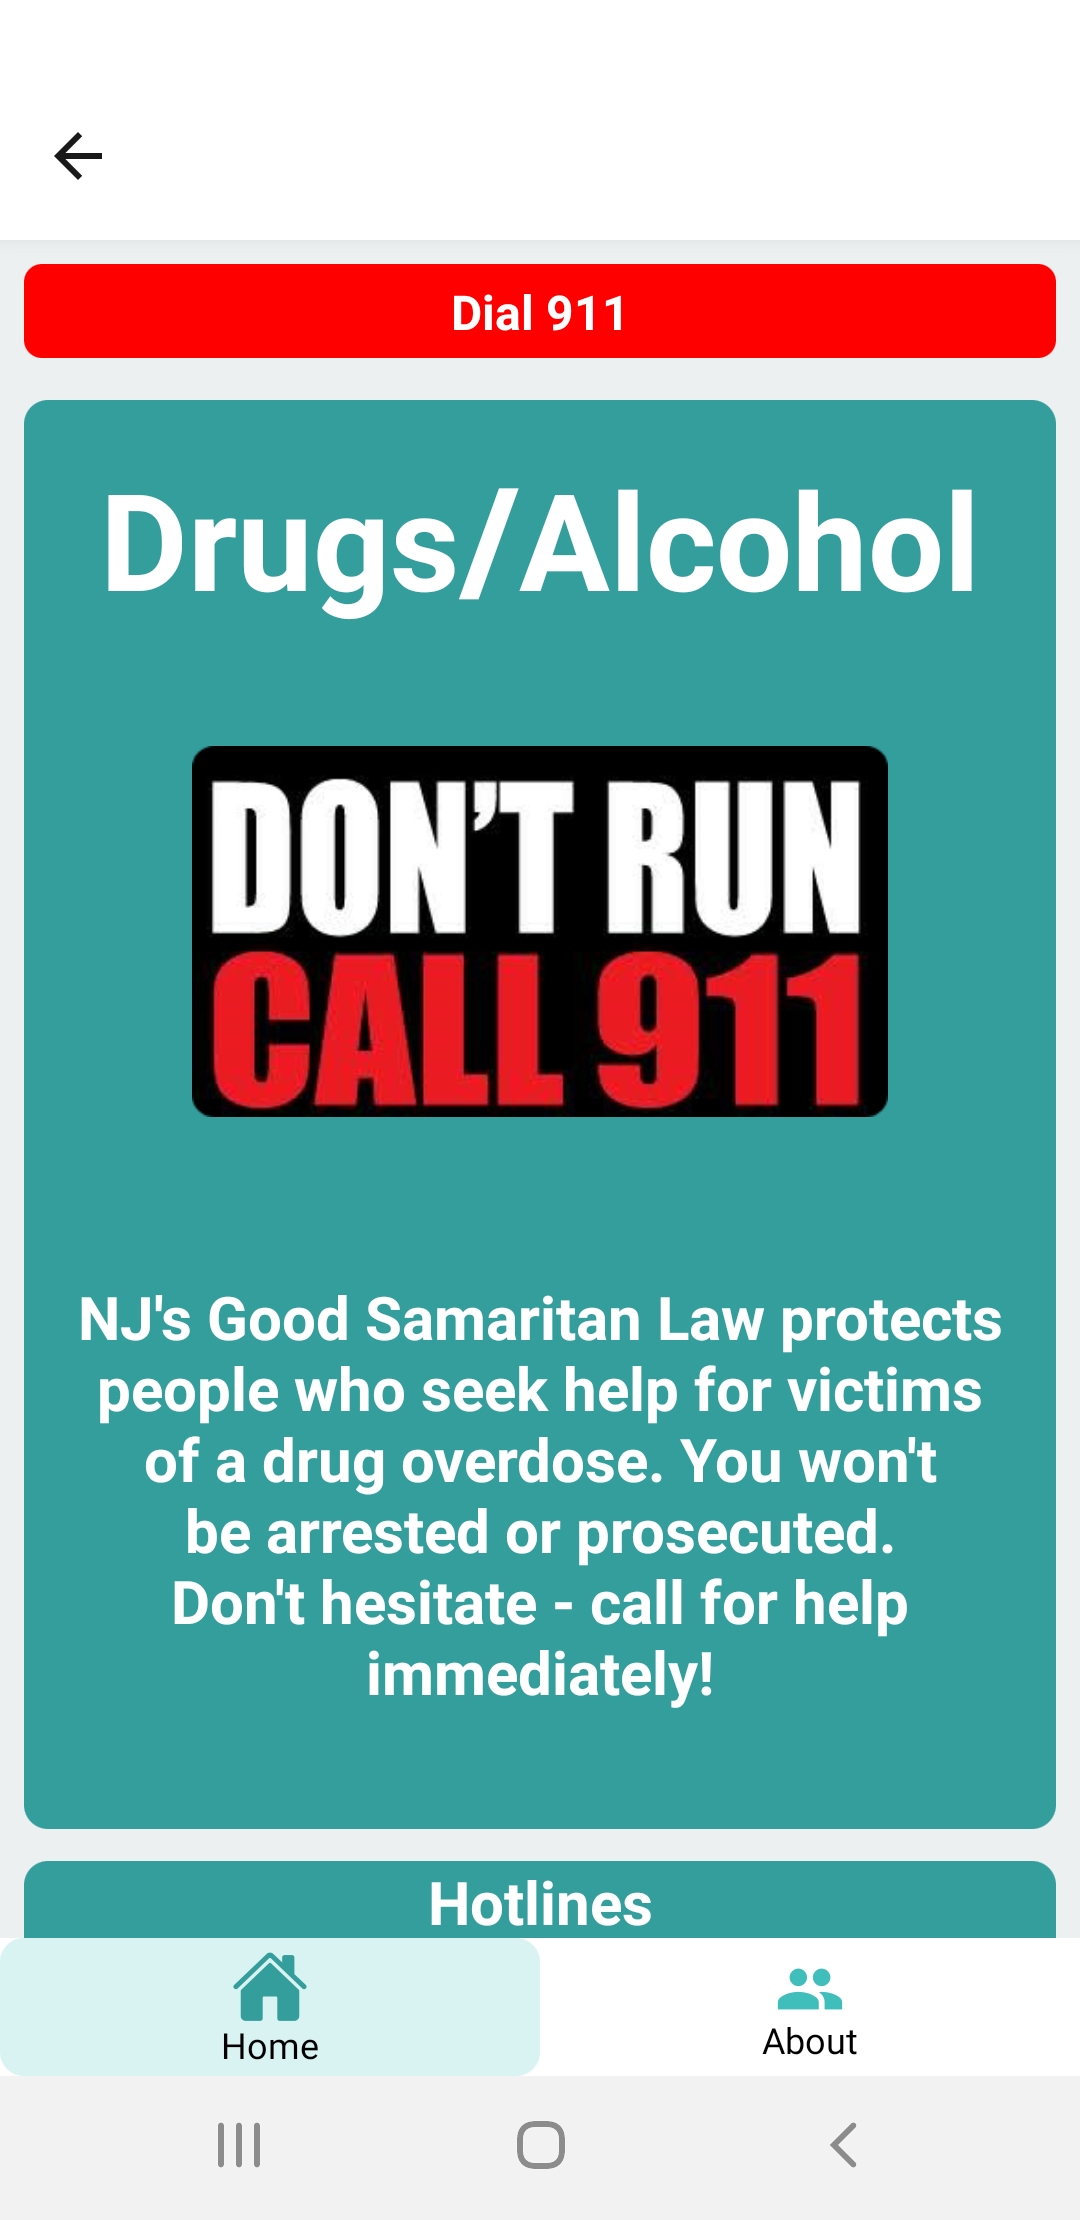 Dial 911
Drugs/Alcohol
DON'T RUN
CALL 911
NJ's Good Samaritan Law protects
people who seek help for victims
of a drug overdose. You won't
be arrested or prosecuted.
Don't hesitate - call for help
immediately!
Hotlines
Home
About